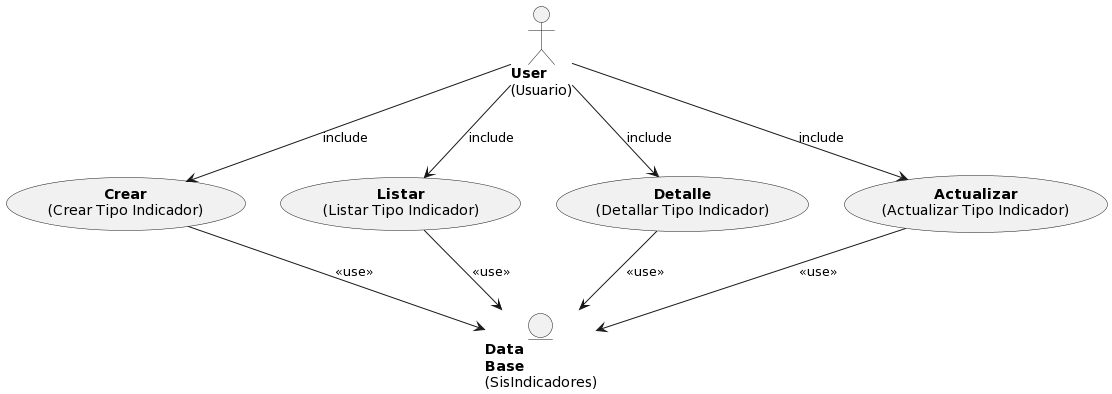 User
(Usuario)
include
include
include
include
Crear
(Crear Tipo Indicador)
Listar
(Listar Tipo Indicador)
Detalle
(Detallar Tipo Indicador)
Actualizar
(Actualizar Tipo Indicador)
«use»
«use»
«use»
«use»
Data
Base
(SisIndicadores)